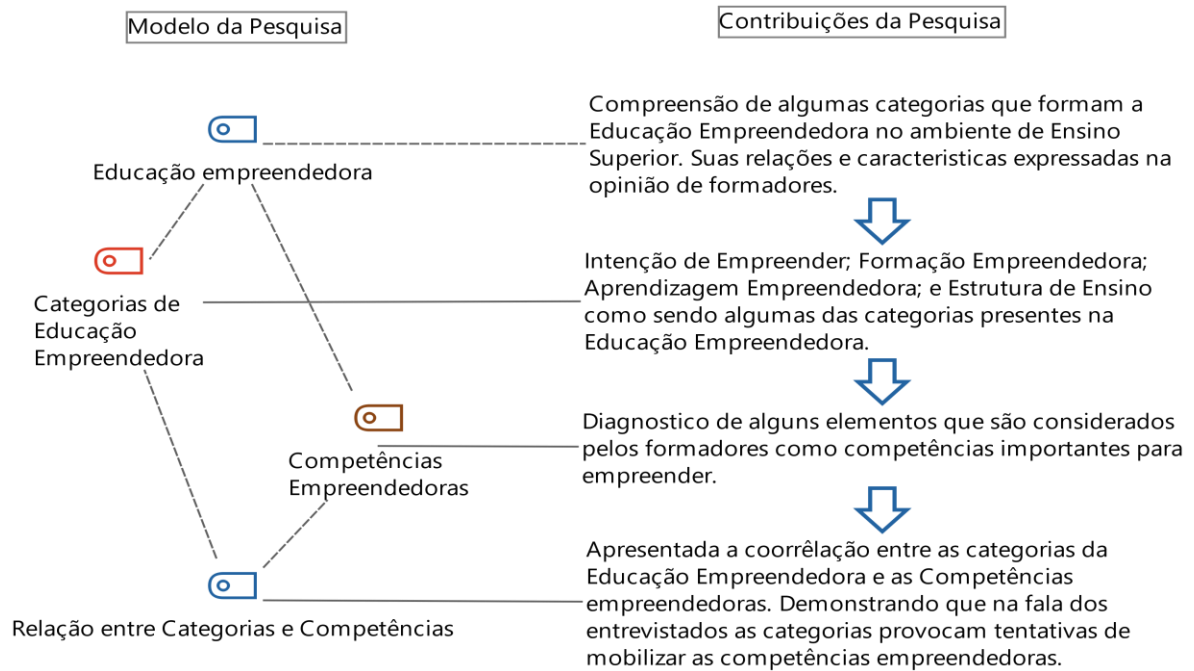 Modelo da Pesquisa
Contribuições da Pesquisa
Educação empreendedora
Compreensão de algumas categorias que formam a
Educação Empreendedora no ambiente de Ensino
Superior. Suas relações e caracteristicas expressadas na
opinião de formadores.
Categorias de
Educação
Empreendedora
Intenção de Empreender; Formação Empreendedora;
Aprendizagem Empreendedora; e Estrutura de Ensino
como sendo algumas das categorias presentes na
Educação Empreendedora.
Competências
Empreendedoras
Diagnostico de alguns elementos que são considerados
pelos formadores como competências importantes para
empreender.
Relação entre Categorias e Competências
Apresentada a coorrêlação entre as categorias da
Educação Empreendedora e as Competências
empreendedoras. Demonstrando que na fala dos
entrevistados as categorias provocam tentativas de
mobilizar as competências empreendedoras.